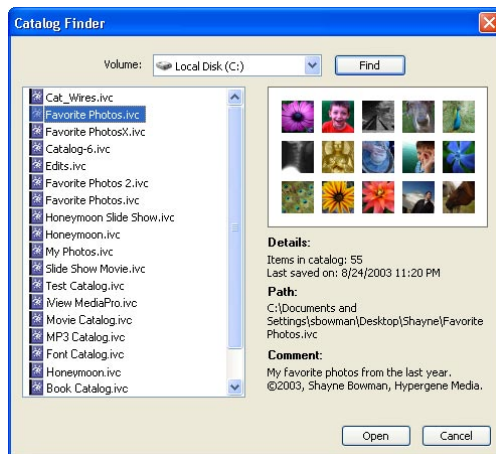 Catalog Finder
Volume: Local Disk (C:) Find
Cat_Wires.ivc
Favorite Photos.ivc
Favorite PhotosX.ivc
Catalog-6.ivc
Edits.ivc
Favorite Photos 2.ivc
Favorite Photos.ivc
Honeymoon Slide Show.ivc
Honeymoon.ivc
My Photos.ivc
Slide Show Movie.ivc
Test Catalog.ivc
iView MediaPro.ivc
Movie Catalog.ivc
MP3 Catalog.ivc
Font Catalog.ivc
Honeymoon.ivc
Book Catalog.ivc
Details:
Items in catalog: 55
Last saved on: 8/24/2003 11:20 PM
Path:
C:\Documents and
Settings\sbowman\Desktop\Shayne\Favorite
Photos.ivc
Comment:
My favorite photos from the last year.
©2003, Shayne Bowman, Hypergene Media.
Open Cancel